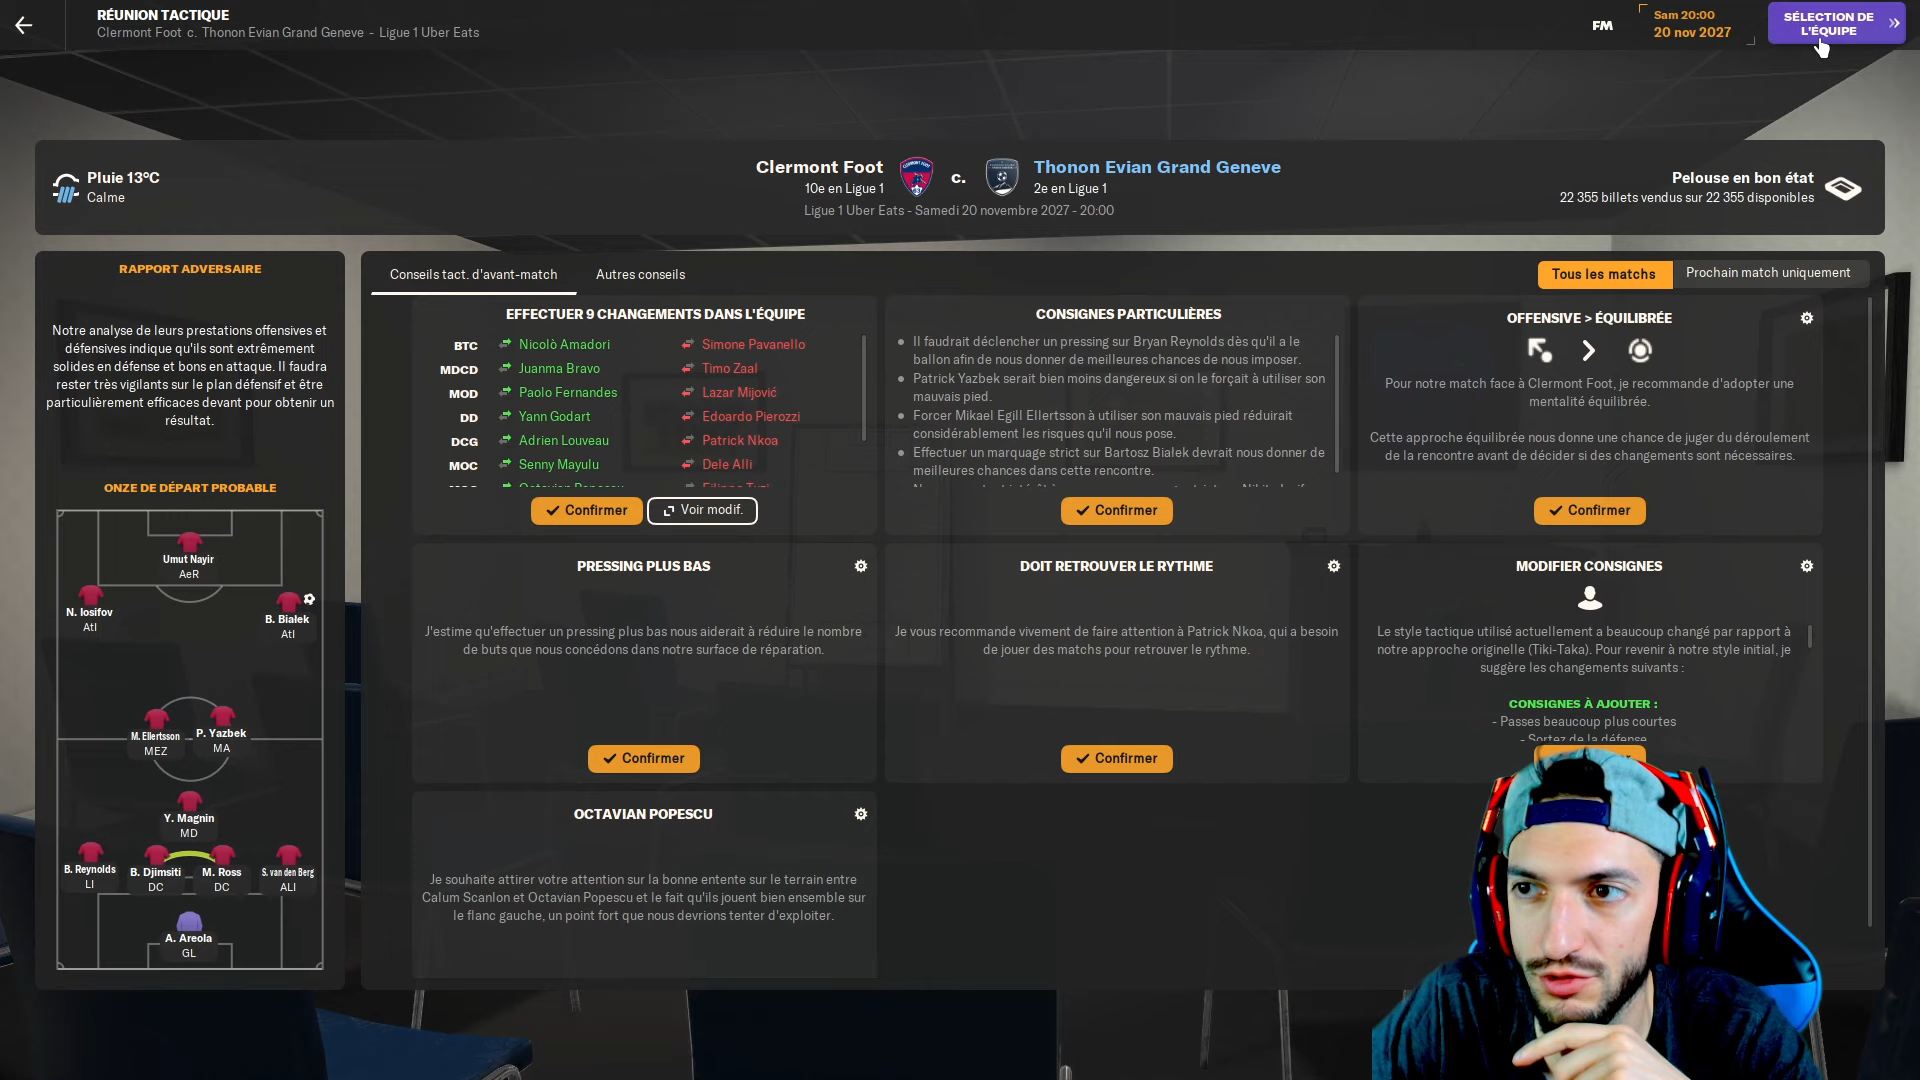 RÉUNION TACTIQUE
Clermont Foot c. Thonon Evian Grand Geneve - Ligue 1 Uber Eats
FM
Sam 20:00
20 nov 2027
SÉLECTION DE
L'ÉQUIPE
Pluie 13°C
Calme
Clermont Foot
10e en Ligue 1
c.
Thonon Evian Grand Geneve
2e en Ligue 1
Ligue 1 Uber Eats - Samedi 20 novembre 2027 - 20:00
Pelouse en bon état
22 355 billets vendus sur 22 355 disponibles
RAPPORT ADVERSAIRE
Notre analyse de leurs prestations offensives et
défensives indique qu'ils sont extrêmement
solides en défense et bons en attaque. Il faudra
rester très vigilants sur le plan défensif et être
particulièrement efficaces devant pour obtenir un
résultat.
ONZE DE DÉPART PROBABLE
Umut Nayir
AeR
N. Iosifov
AtI
B. Białek
AtI
M. Ellertsson
MEZ
P. Yazbek
MA
Y. Magnin
MD
B. Reynolds
LI
B. Djimsiti
DC
M. Ross
DC
S. van den Berg
ALI
A. Areola
GL
Conseils tact. d'avant-match
Autres conseils
Tous les matchs
Prochain match uniquement
EFFECTUER 9 CHANGEMENTS DANS L'ÉQUIPE
BTC Nicolò Amadori Simone Pavanello
MDCD Juanma Bravo Timo Zaal
MOD Paolo Fernandes Lazar Mijović
DD Yann Godart Edoardo Pierozzi
DCG Adrien Louveau Patrick Nkoa
MOC Senny Mayulu Dele Alli
Confirmer
Voir modif.
CONSIGNES PARTICULIÈRES
Il faudrait déclencher un pressing sur Bryan Reynolds dès qu'il a le
ballon afin de nous donner de meilleures chances de nous imposer.
Patrick Yazbek serait bien moins dangereux si on le forçait à utiliser son
mauvais pied.
Forcer Mikael Egill Ellertsson à utiliser son mauvais pied réduirait
considérablement les risques qu'il nous pose.
Effectuer un marquage strict sur Bartosz Białek devrait nous donner de
meilleures chances dans cette rencontre.
Confirmer
OFFENSIVE > ÉQUILIBRÉE
Pour notre match face à Clermont Foot, je recommande d'adopter une
mentalité équilibrée.
Cette approche équilibrée nous donne une chance de juger du déroulement
de la rencontre avant de décider si des changements sont nécessaires.
Confirmer
PRESSING PLUS BAS
J'estime qu'effectuer un pressing plus bas nous aiderait à réduire le nombre
de buts que nous concédons dans notre surface de réparation.
Confirmer
DOIT RETROUVER LE RYTHME
Je vous recommande vivement de faire attention à Patrick Nkoa, qui a besoin
de jouer des matchs pour retrouver le rythme.
Confirmer
MODIFIER CONSIGNES
Le style tactique utilisé actuellement a beaucoup changé par rapport à
notre approche originelle (Tiki-Taka). Pour revenir à notre style initial, je
suggère les changements suivants :
CONSIGNES À AJOUTER :
- Passes beaucoup plus courtes
- Sortez de la défense
OCTAVIAN POPESCU
Je souhaite attirer votre attention sur la bonne entente sur le terrain entre
Calum Scanlon et Octavian Popescu et le fait qu'ils jouent bien ensemble sur
le flanc gauche, un point fort que nous devrions tenter d'exploiter.